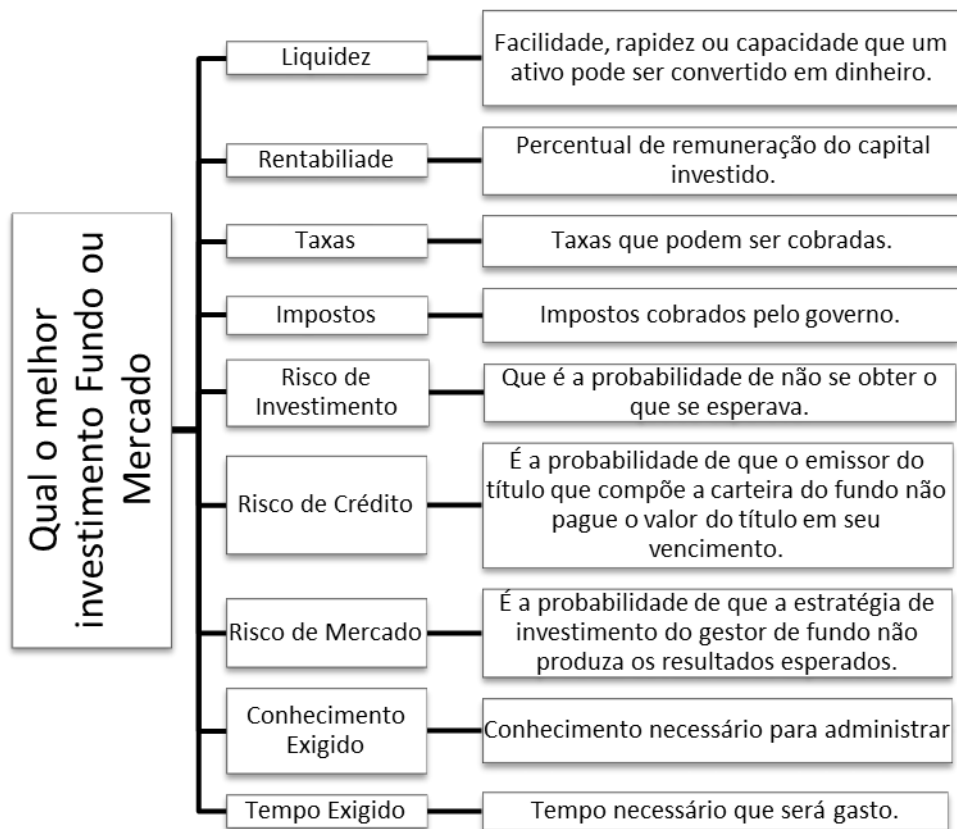 Qual o melhor
investimento Fundo ou
Mercado
Liquidez
Facilidade, rapidez ou capacidade que um
ativo pode ser convertido em dinheiro.
Rentabiliade
Percentual de remuneração do capital
investido.
Taxas
Taxas que podem ser cobradas.
Impostos
Impostos cobrados pelo governo.
Risco de
Investimento
Que é a probabilidade de não se obter o
que se esperava.
Risco de Crédito
É a probabilidade de que o emissor do
título que compõe a carteira do fundo não
pague o valor do título em seu
vencimento.
Risco de Mercado
É a probabilidade de que a estratégia de
investimento do gestor de fundo não
produza os resultados esperados.
Conhecimento
Exigido
Conhecimento necessário para administrar
Tempo Exigido
Tempo necessário que será gasto.